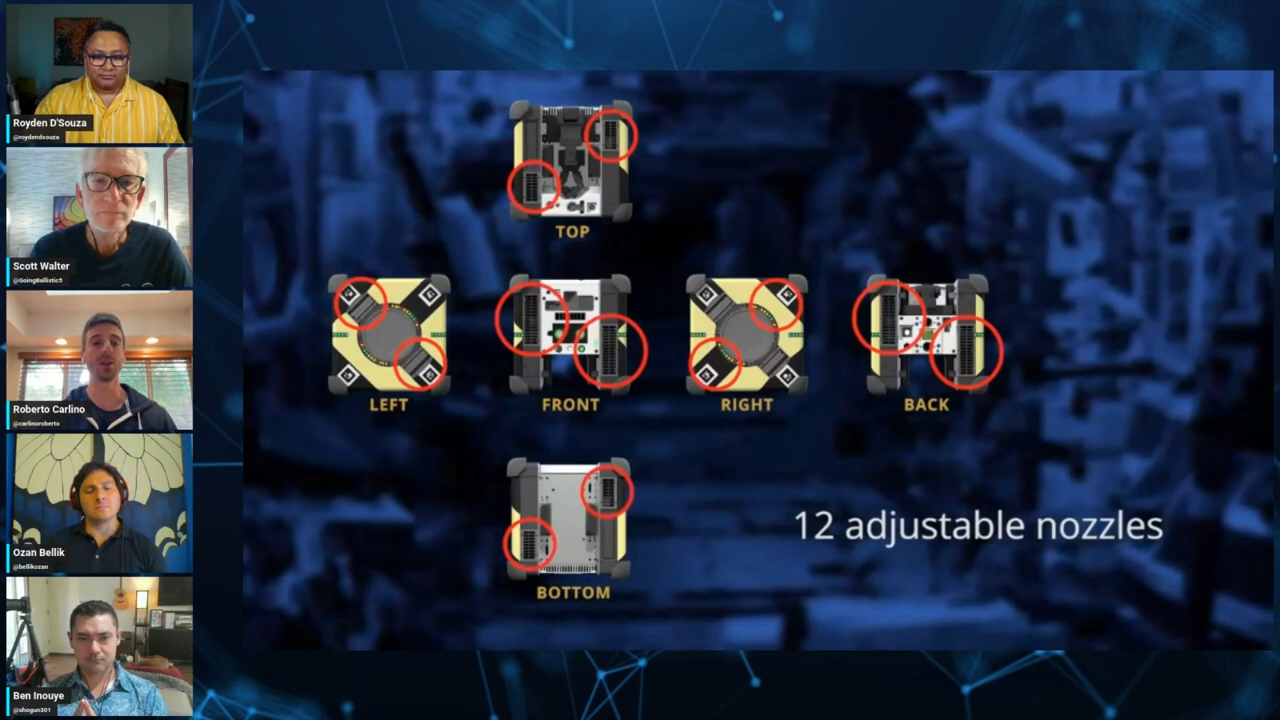 Royden D'Souza
@roydendsouza
Scott Walter
@GoingBallistic5
Roberto Carlino
@carlinoroberto
Ozan Bellik
@bellikozan
Ben Inouye
@shogun301
TOP
LEFT
FRONT
RIGHT
BACK
12 adjustable nozzles
BOTTOM